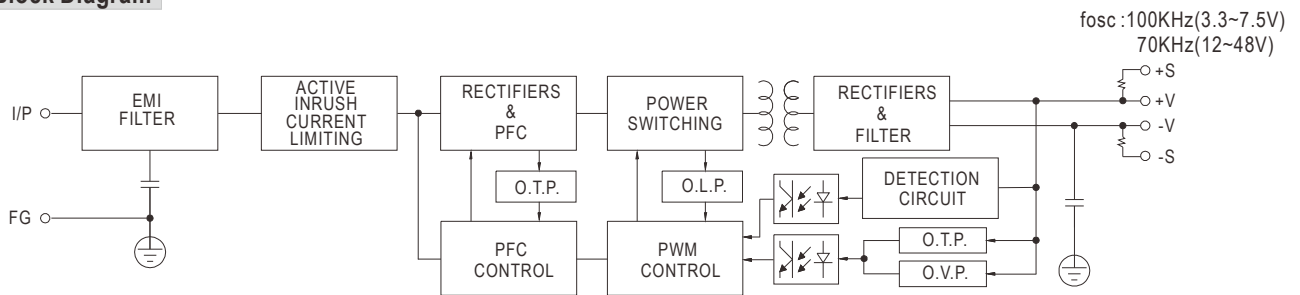 Block Diagram
fosc :100KHz(3.3~7.5V)
70KHz(12~48V)
I/P
EMI
FILTER
ACTIVE
INRUSH
CURRENT
LIMITING
RECTIFIERS
&
PFC
POWER
SWITCHING
RECTIFIERS
&
FILTER
+S
+V
-V
-S
O.T.P.
O.L.P.
DETECTION
CIRCUIT
FG
PFC
CONTROL
PWM
CONTROL
O.T.P.
O.V.P.